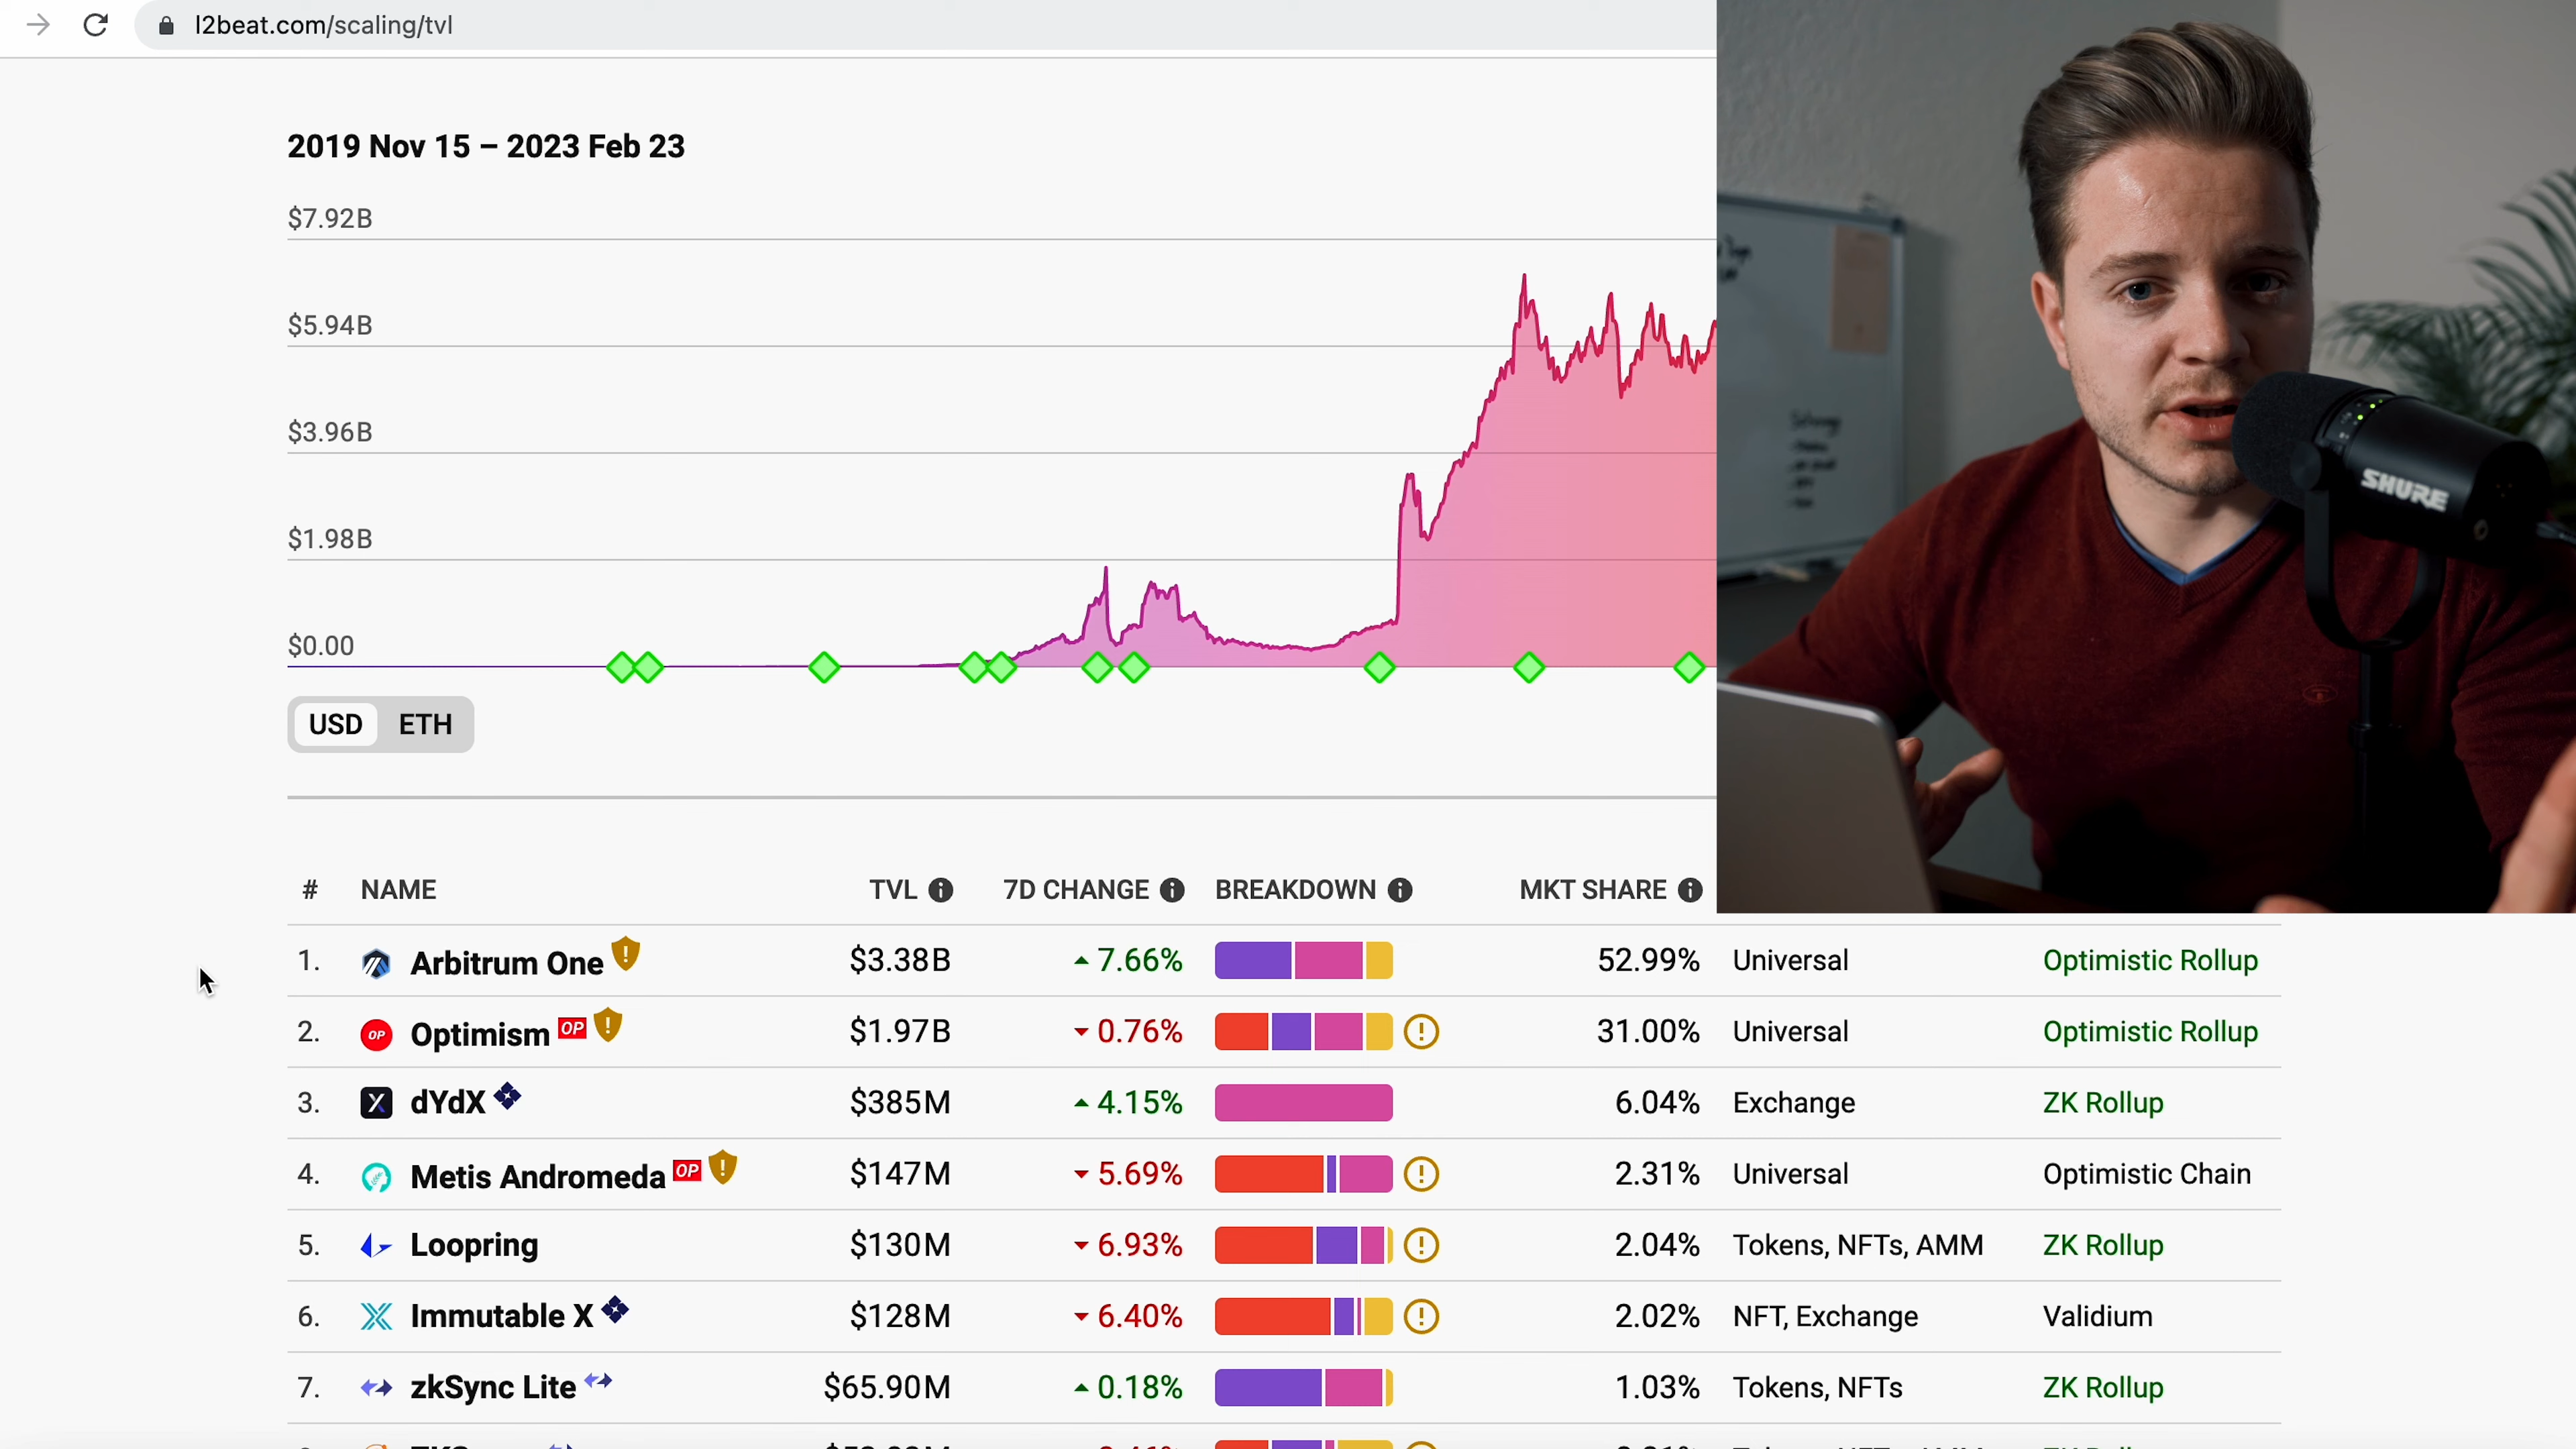 l2beat.com/scaling/tvl
2019 Nov 15 – 2023 Feb 23
$7.92B
$5.94B
$3.96B
$1.98B
$0.00
USD ETH
SHURE
# NAME TVL 7D CHANGE BREAKDOWN MKT SHARE
1. Arbitrum One $3.38B 7.66% 52.99% Universal Optimistic Rollup
2. OP Optimism OP $1.97B 0.76% 31.00% Universal Optimistic Rollup
3. dYdX $385M 4.15% 6.04% Exchange ZK Rollup
4. Metis Andromeda OP $147M 5.69% 2.31% Universal Optimistic Chain
5. Loopring $130M 6.93% 2.04% Tokens, NFTs, AMM ZK Rollup
6. Immutable X $128M 6.40% 2.02% NFT, Exchange Validium
7. zkSync Lite $65.90M 0.18% 1.03% Tokens, NFTs ZK Rollup